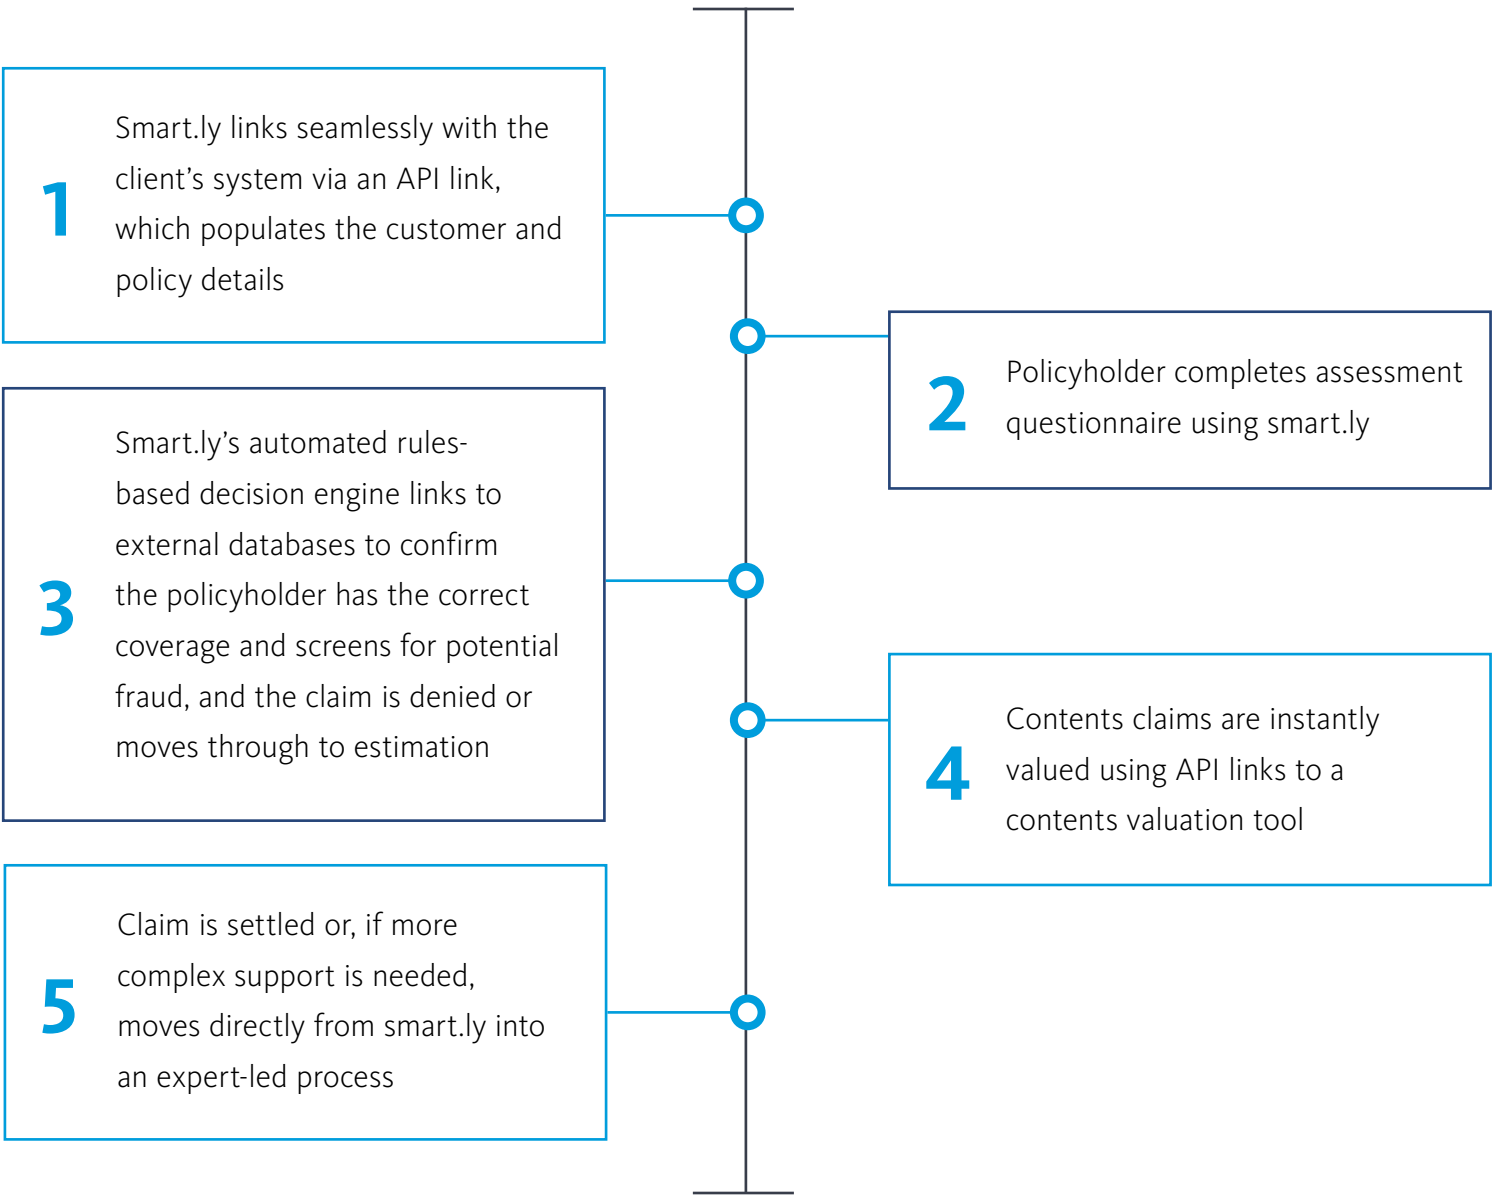 1
Smart.ly links seamlessly with the
client’s system via an API link,
which populates the customer and
policy details
2
Policyholder completes assessment
questionnaire using smart.ly
3
Smart.ly’s automated rules-
based decision engine links to
external databases to confirm
the policyholder has the correct
coverage and screens for potential
fraud, and the claim is denied or
moves through to estimation
4
Contents claims are instantly
valued using API links to a
contents valuation tool
5
Claim is settled or, if more
complex support is needed,
moves directly from smart.ly into
an expert-led process